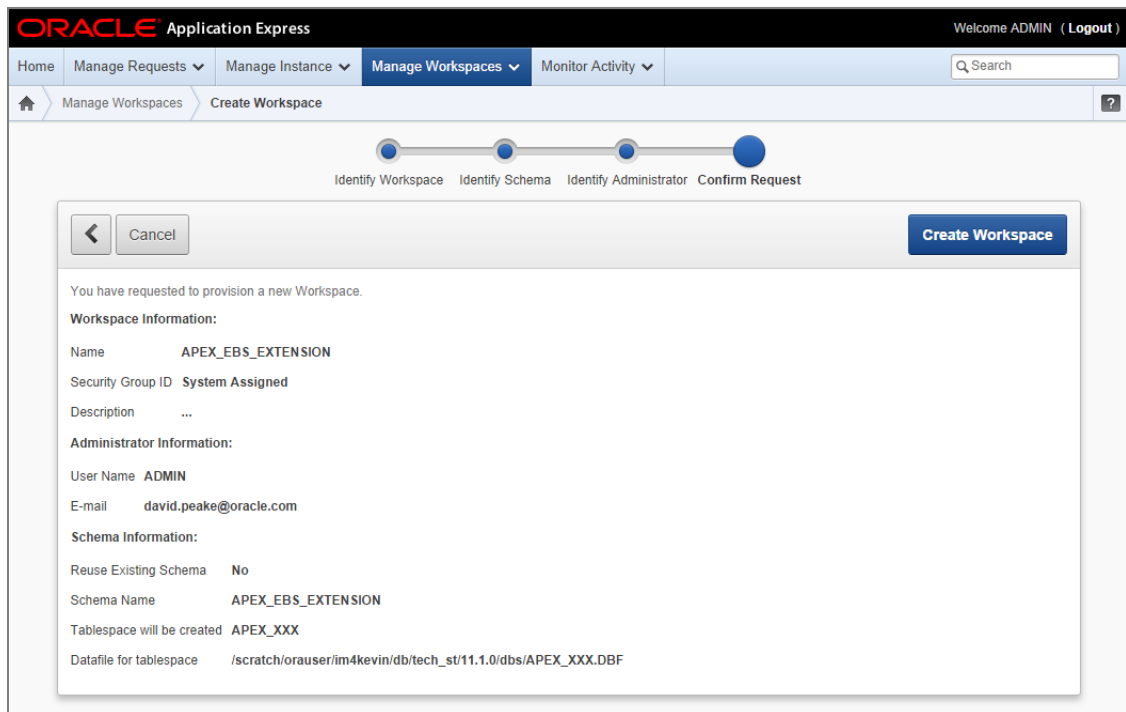 ORACLE Application Express
Welcome ADMIN ( Logout )
Home Manage Requests Manage Instance Manage Workspaces Monitor Activity Search
Manage Workspaces Create Workspace ?
Identify Workspace Identify Schema Identify Administrator Confirm Request
Cancel Create Workspace
You have requested to provision a new Workspace.
Workspace Information:
Name APEX_EBS_EXTENSION
Security Group ID System Assigned
Description ...
Administrator Information:
User Name ADMIN
E-mail david.peake@oracle.com
Schema Information:
Reuse Existing Schema No
Schema Name APEX_EBS_EXTENSION
Tablespace will be created APEX_XXX
Datafile for tablespace /scratch/orauser/im4kevin/db/tech_st/11.1.0/dbs/APEX_XXX.DBF